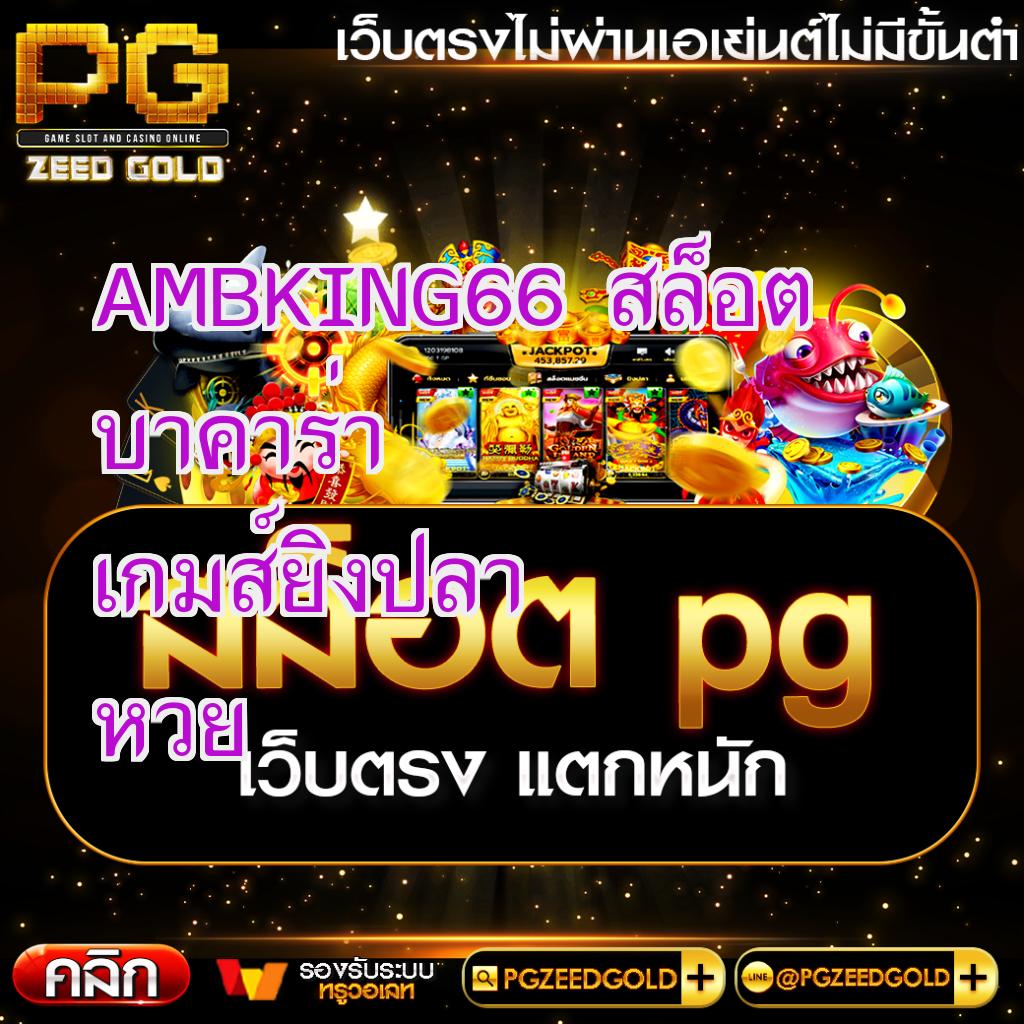 เว็บตรงไม่ผ่านเอเย่นต์ไม่มีขั้นต่ำ
PG
GAME SLOT AND CASINO ONLINE
ZEED GOLD
AMBKING66 สล็อต
บาคาร่า
เกมส์ยิงปลา
หวย
JACKPOT
453,857.79
สล็อต pg
เว็บตรง แตกหนัก
คลิก
รองรับระบบ
ทรูวอเลท
PGZEEDGOLD
LINE
@PGZEEDGOLD